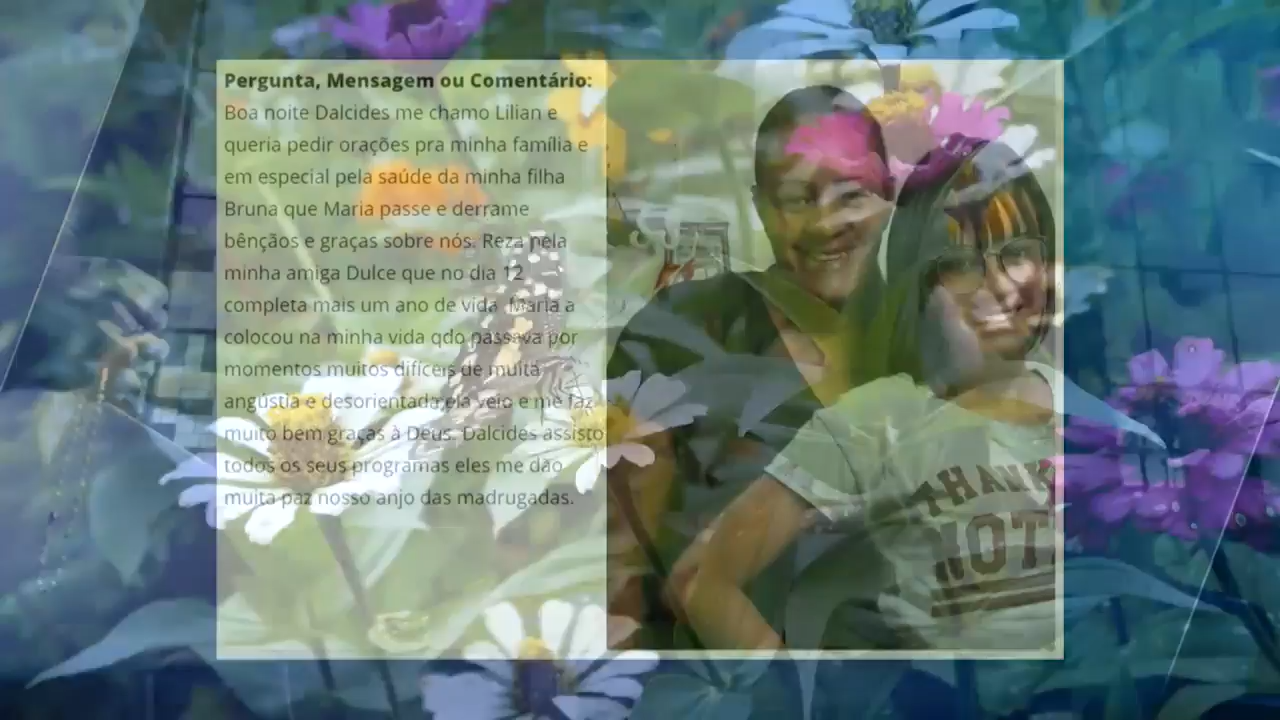 Pergunta, Mensagem ou Comentário:
Boa noite Dalcides me chamo Lilian e
queria pedir orações pra minha família e
em especial pela saúde da minha filha
Bruna que Maria passe e derrame
bênçãos e graças sobre nós. Reza pela
minha amiga Dulce que no dia 12
completa mais um ano de vida. Maria a
colocou na minha vida qdo passava por
momentos muitos difíceis de muita
angústia e desorientada ela veio e me faz
muito bem graças à Deus. Dalcides assisto
todos os seus programas eles me dão
muita paz nosso anjo das madrugadas.
THANK
NOT